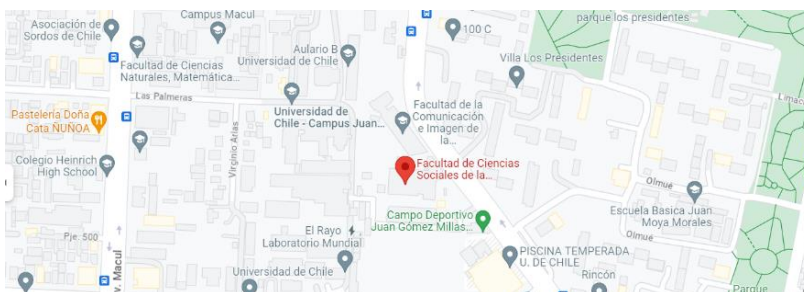 Asociación de
Sordos de Chile
Campus Macul
Facultad de Ciencias
Naturales, Matemática...
Aulario B
Universidad de Chile
100 C
parque los presidentes
Villa Los Presidentes
Las Palmeras
Pastelería Doña
Cata ÑUÑOA
Universidad de
Chile - Campus Juan...
Facultad de la
Comunicación
e Imagen de
la...
Limac
Colegio Heinrich
High School
Virginio Arias
Facultad de Ciencias
Sociales de la...
Olmué
Escuela Basica Juan
Moya Morales
Campo Deportivo
Juan Gómez Millas...
Olmué
Pje. 500
El Rayo
Laboratorio Mundial
PISCINA TEMPERADA
U. DE CHILE
v. Macul
Universidad de Chile
Rincón
Parque